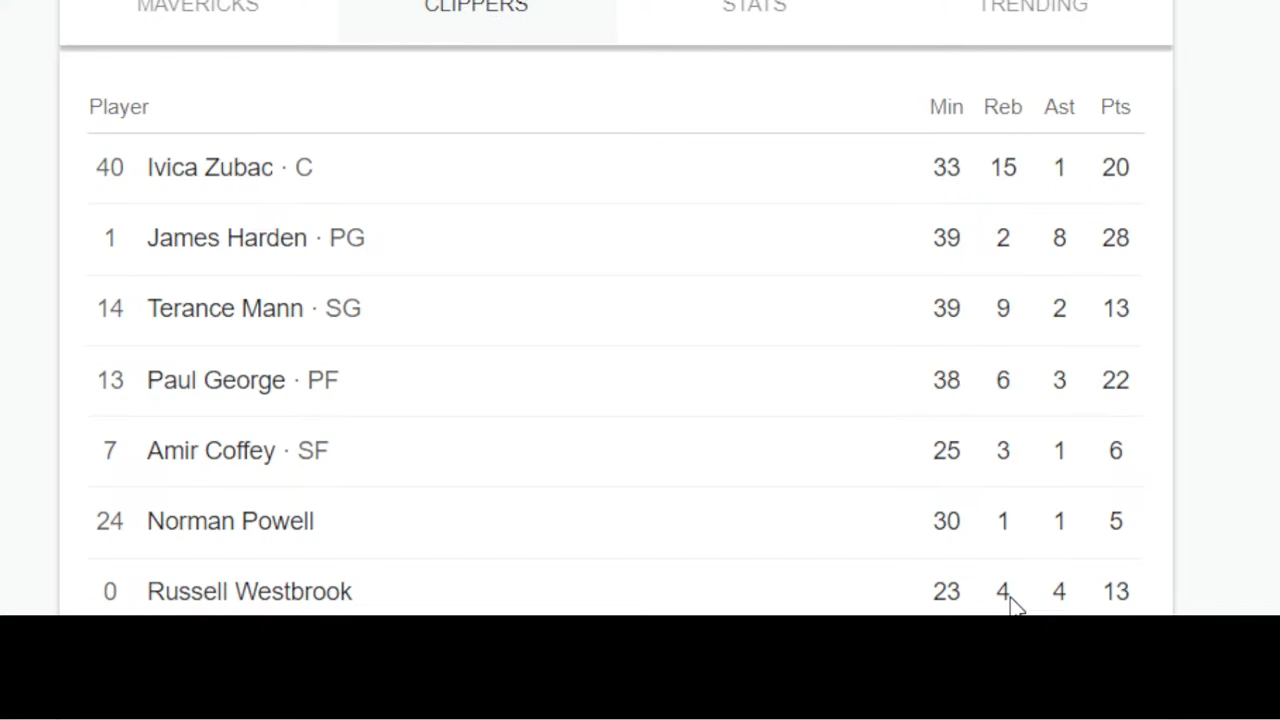 MAVERICKS CLIPPERS STATS TRENDING
Player Min Reb Ast Pts
40 Ivica Zubac · C 33 15 1 20
1 James Harden · PG 39 2 8 28
14 Terance Mann · SG 39 9 2 13
13 Paul George · PF 38 6 3 22
7 Amir Coffey · SF 25 3 1 6
24 Norman Powell 30 1 1 5
0 Russell Westbrook 23 4 4 13